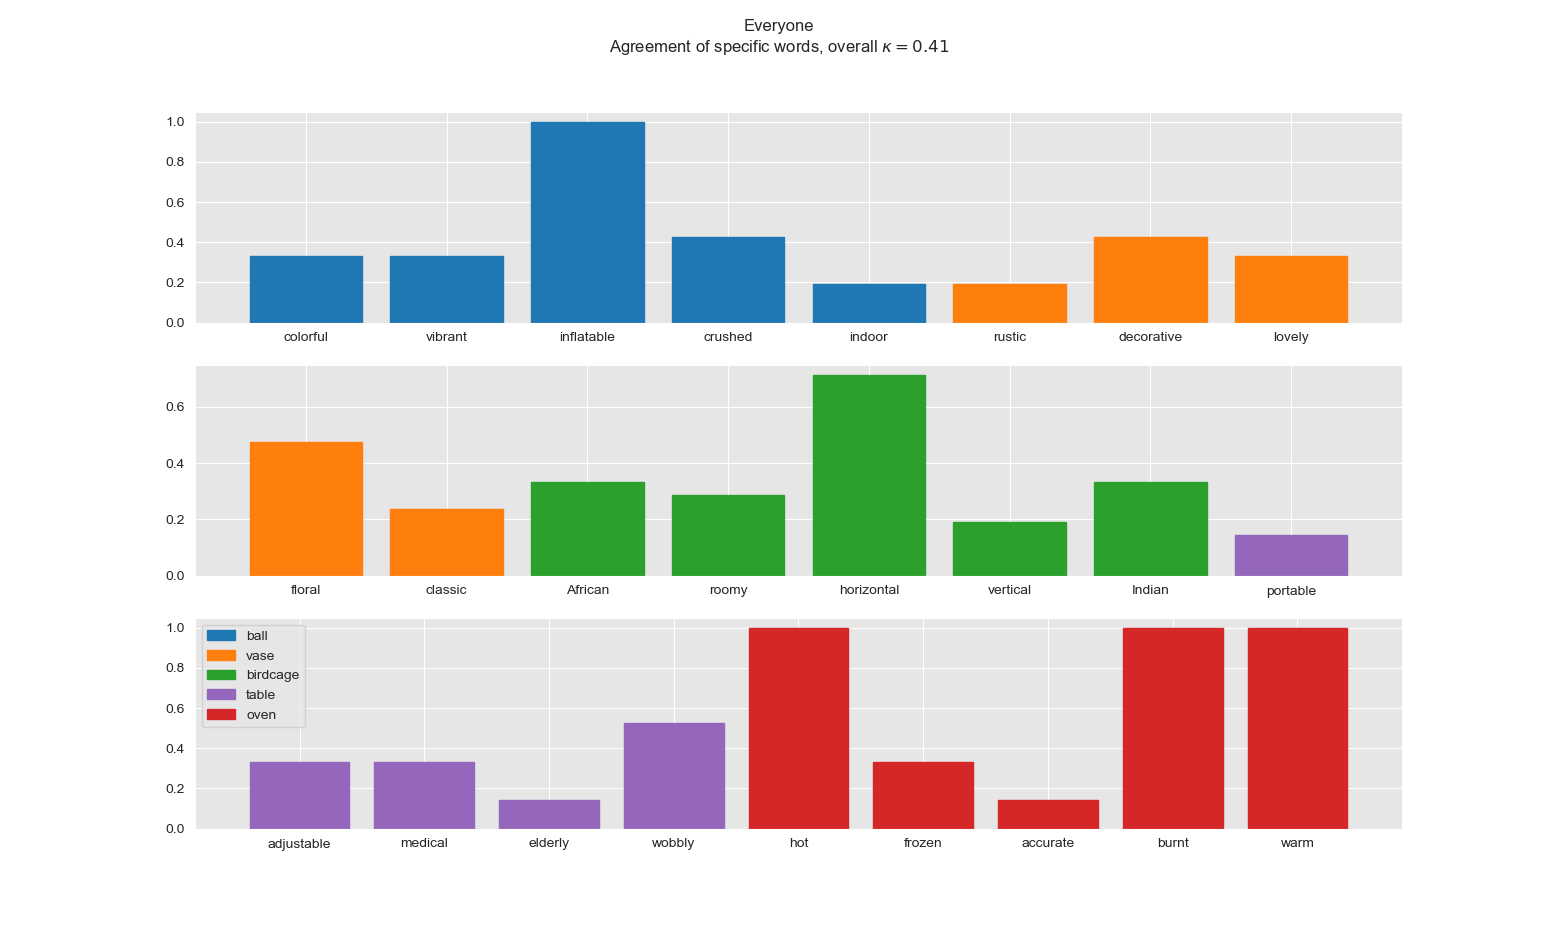 Everyone
Agreement of specific words, overall κ = 0.41
1.0
0.8
0.6
0.4
0.2
0.0
colorful vibrant inflatable crushed indoor rustic decorative lovely
0.6
0.4
0.2
0.0
floral classic African roomy horizontal vertical Indian portable
1.0
0.8
0.6
0.4
0.2
0.0
ball
vase
birdcage
table
oven
adjustable medical elderly wobbly hot frozen accurate burnt warm